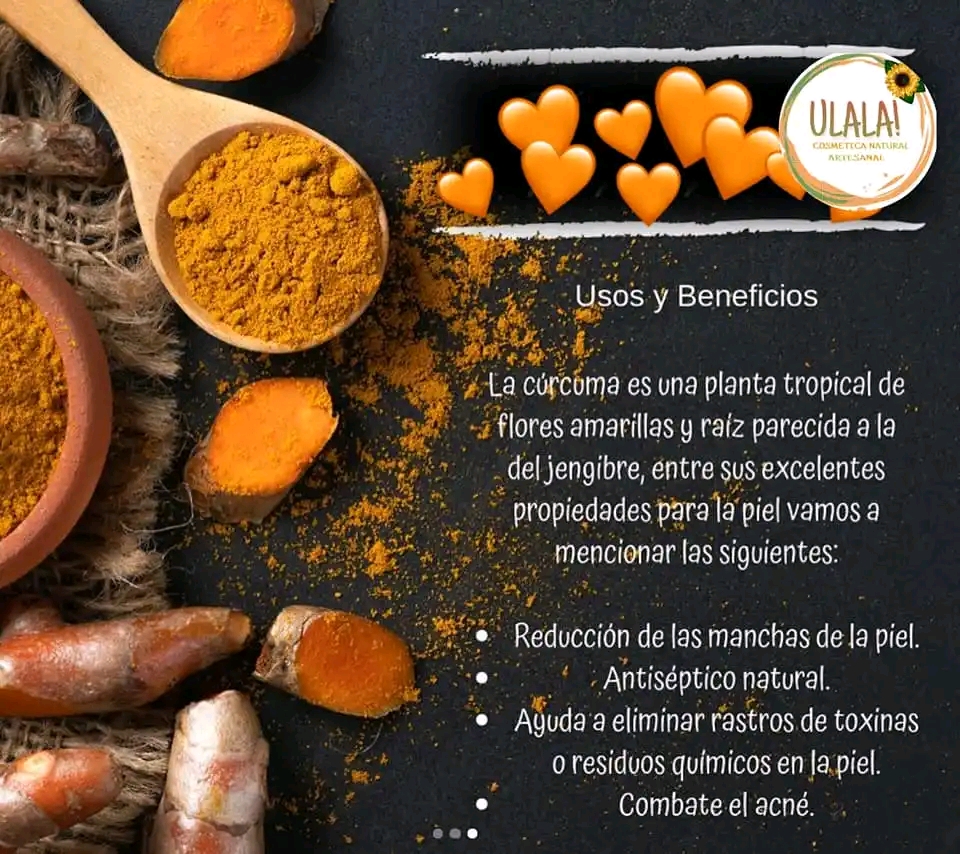 ULALA!
COSMETECA NATURAL
ARTESANAL
Usos y Beneficios
La cúrcuma es una planta tropical de
flores amarillas y raíz parecida a la
del jengibre, entre sus excelentes
propiedades para la piel vamos a
mencionar las siguientes:
• Reducción de las manchas de la piel.
• Antiséptico natural.
• Ayuda a eliminar rastros de toxinas
o residuos químicos en la piel.
• Combate el acné.